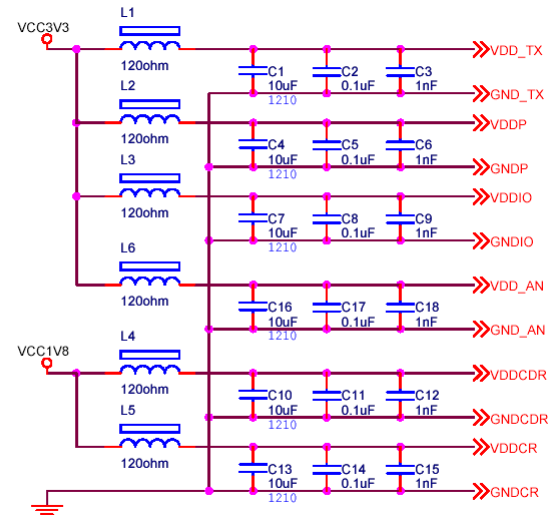 L1
VCC3V3
VDD_TX
120ohm
C1 C2 C3
10uF 0.1uF 1nF
1210
GND_TX
L2
VDDP
120ohm
C4 C5 C6
10uF 0.1uF 1nF
1210
GNDP
L3
VDDIO
120ohm
C7 C8 C9
10uF 0.1uF 1nF
1210
GNDIO
L6
VDD_AN
120ohm
C16 C17 C18
10uF 0.1uF 1nF
1210
GND_AN
L4
VCC1V8
VDDCDR
120ohm
C10 C11 C12
10uF 0.1uF 1nF
1210
GNDCDR
L5
VDDCR
120ohm
C13 C14 C15
10uF 0.1uF 1nF
1210
GNDCR